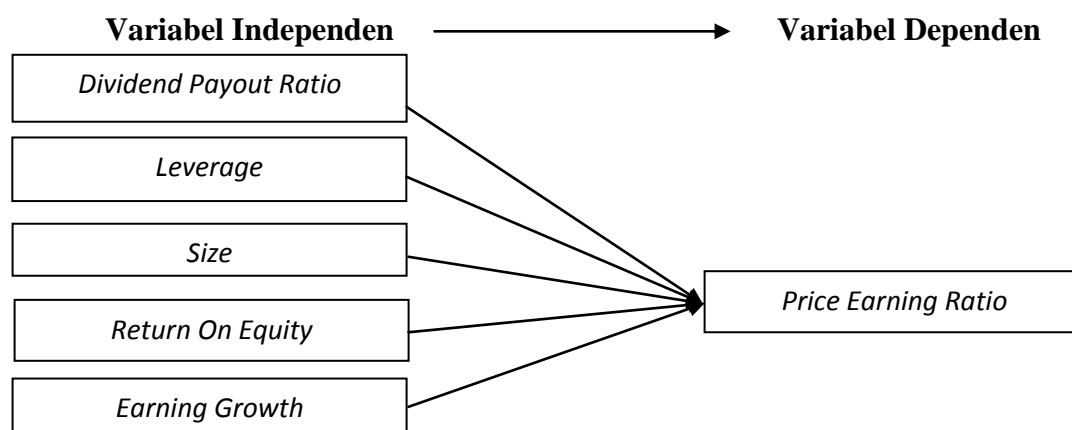 Variabel Independen
Variabel Dependen
Dividend Payout Ratio
Leverage
Size
Return On Equity
Earning Growth
Price Earning Ratio